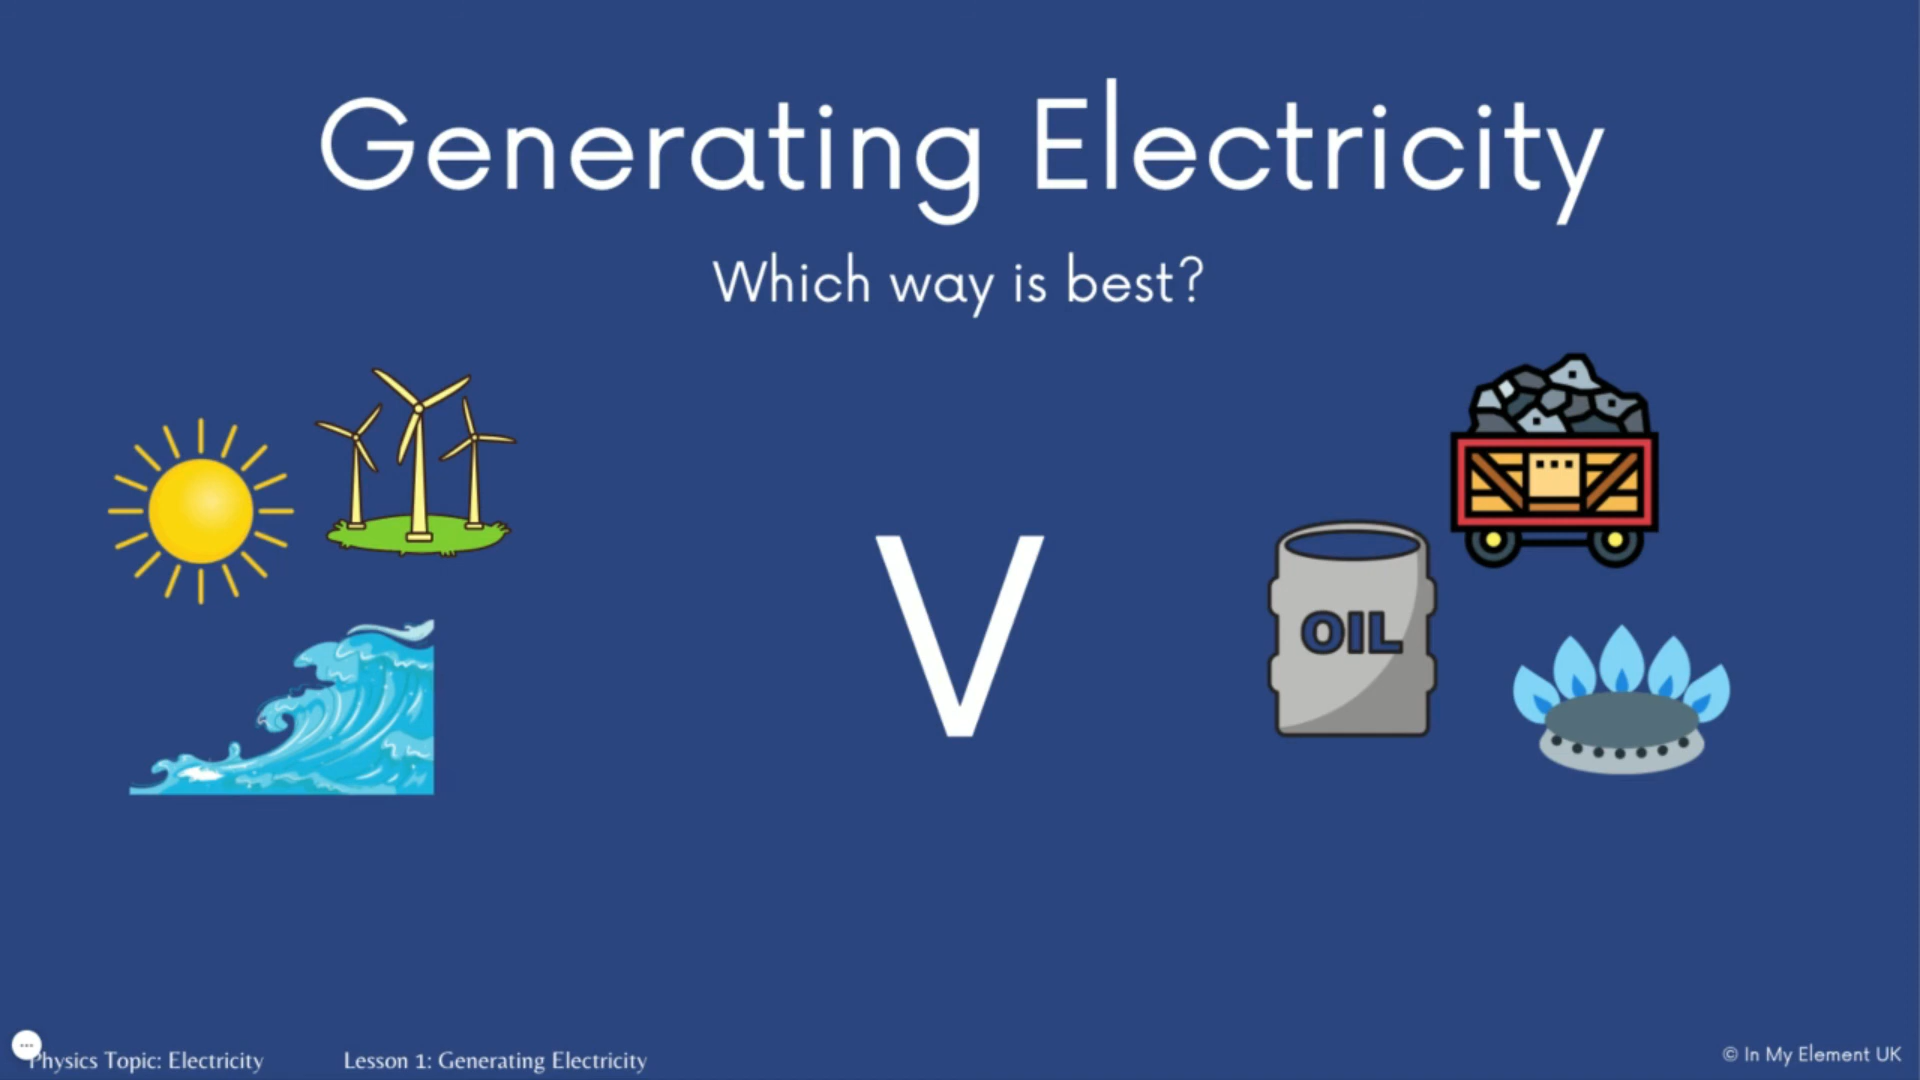 Generating Electricity
Which way is best?
V
OIL
Physics Topic: Electricity
Lesson 1: Generating Electricity
© In My Element UK